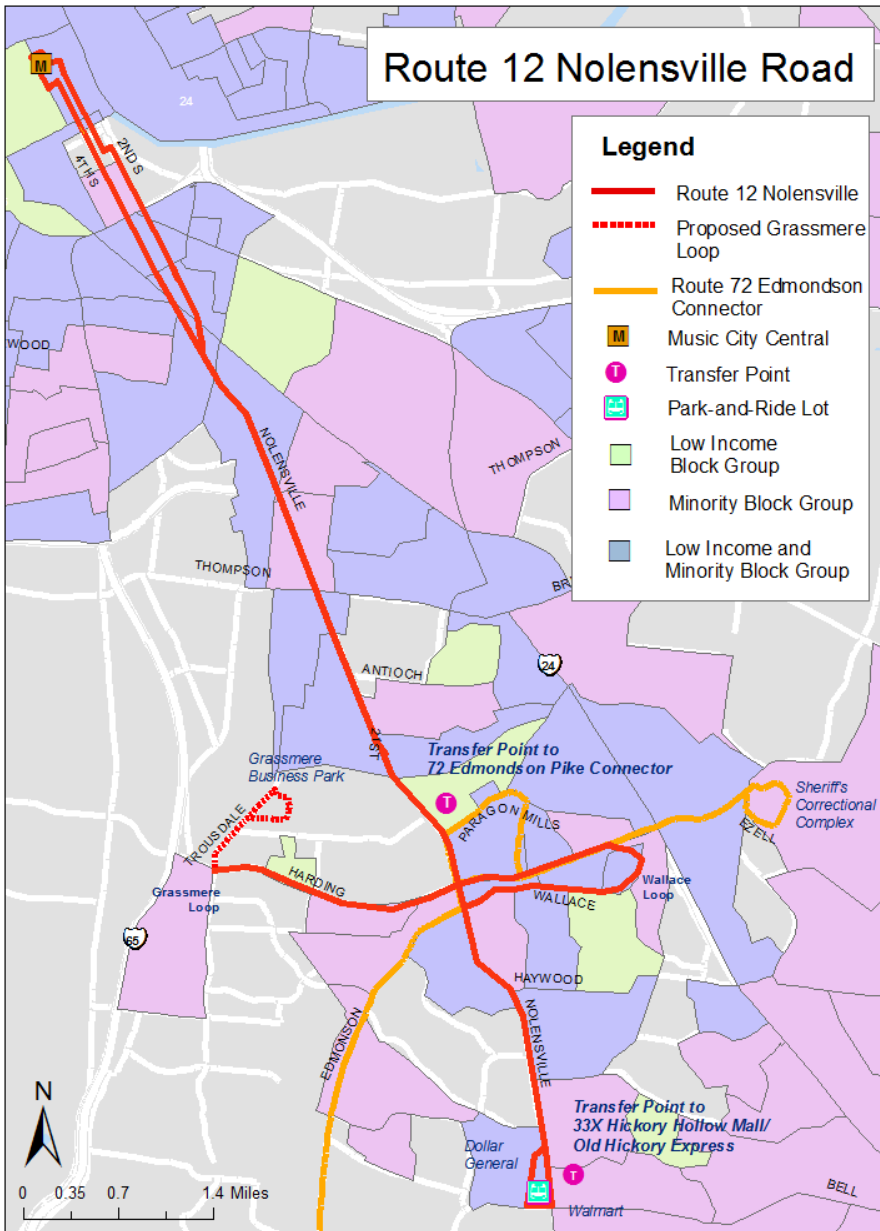 Route 12 Nolensville Road
M
24
2ND S
4TH S
Legend
Route 12 Nolensville
Proposed Grassmere
Loop
Route 72 Edmondson
Connector
M
Music City Central
T
Transfer Point
Park-and-Ride Lot
Low Income
Block Group
Minority Block Group
Low Income and
Minority Block Group
WOOD
NOLENSVILLE
THOMPSON
THOMPSON
BR
ANTIOCH
24
21ST
Transfer Point to
72 Edmondson Pike Connector
Grassmere
Business Park
T
PARAGON MILLS
Sheriff's
Correctional
Complex
EZELL
TROUSDALE
Grassmere
Loop
HARDING
WALLACE
Wallace
Loop
65
HAYWOOD
NOLENSVILLE
EDMONSON
N
Transfer Point to
33X Hickory Hollow Mall/
Old Hickory Express
Dollar
General
T
BELL
Walmart
0 0.35 0.7 1.4 Miles